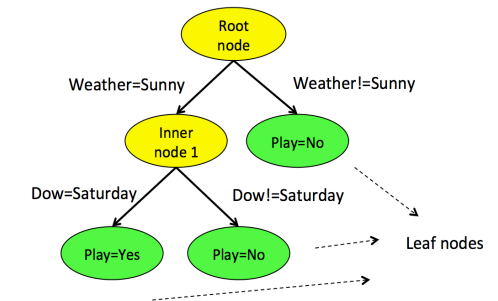 Root
node
Weather=Sunny
Weather!=Sunny
Inner
node 1
Play=No
Dow=Saturday
Dow!=Saturday
Play=Yes
Play=No
Leaf nodes